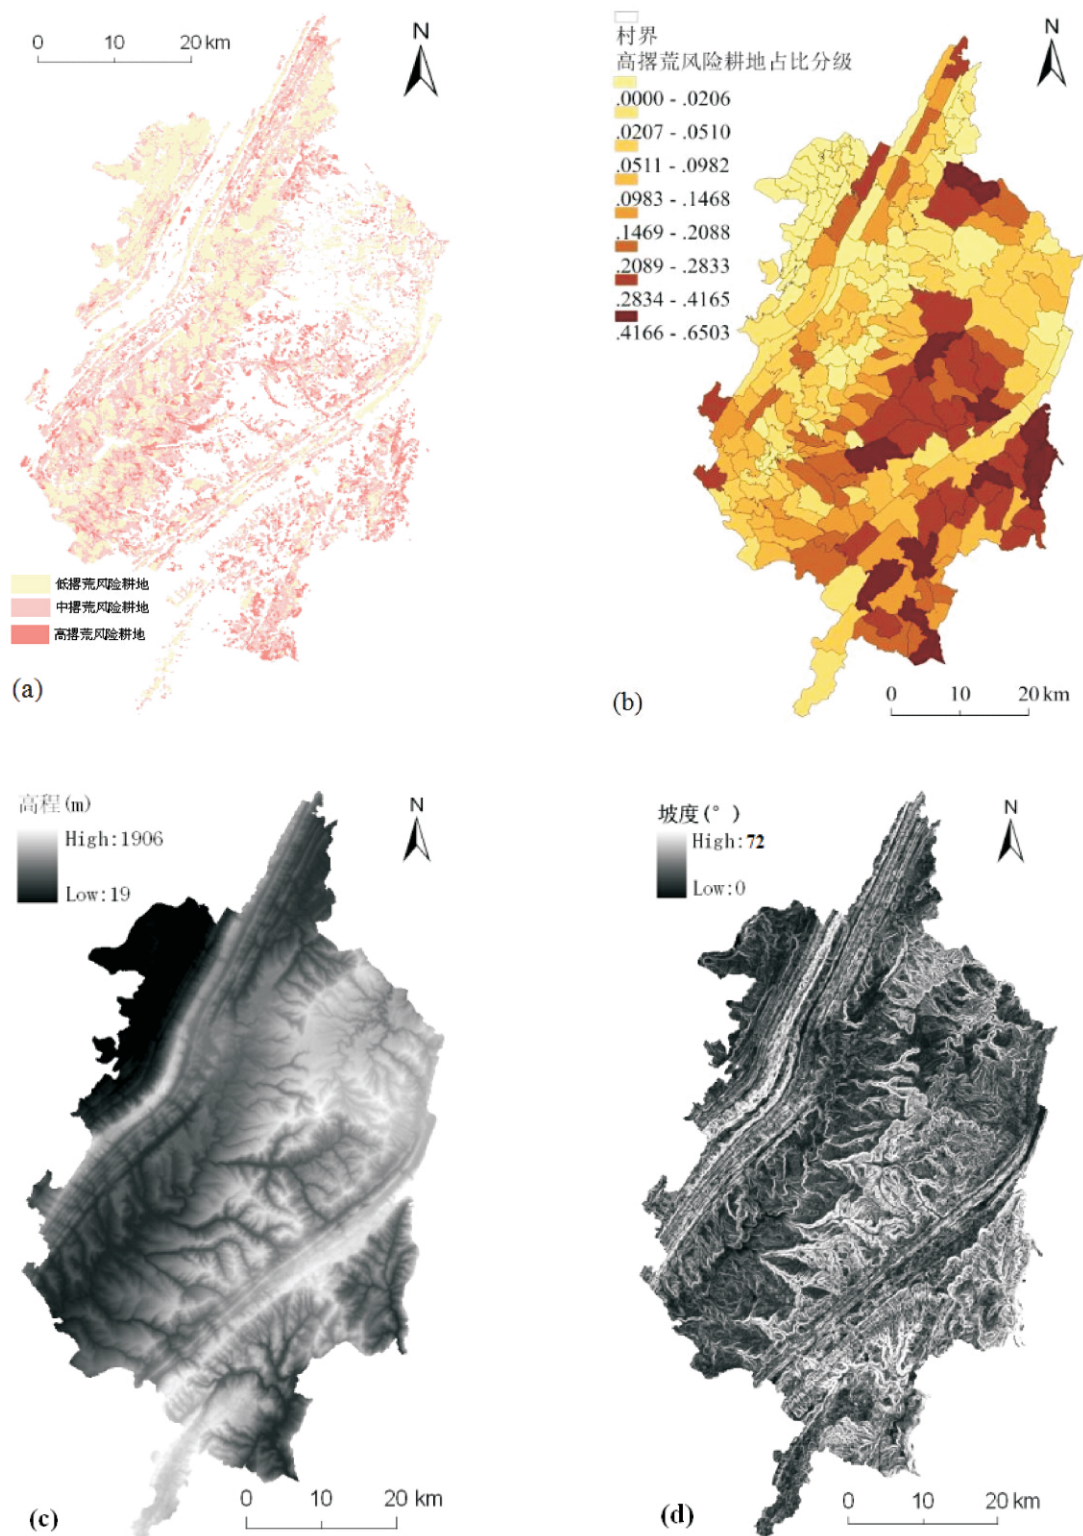 0 10 20 km
N
低撂荒风险耕地
中撂荒风险耕地
高撂荒风险耕地
(a)
村界
高撂荒风险耕地占比分级
.0000 - .0206
.0207 - .0510
.0511 - .0982
.0983 - .1468
.1469 - .2088
.2089 - .2833
.2834 - .4165
.4166 - .6503
N
0 10 20 km
(b)
高程(m)
High:1906
Low:19
N
0 10 20 km
(c)
坡度(°)
High:72
Low:0
N
0 10 20 km
(d)